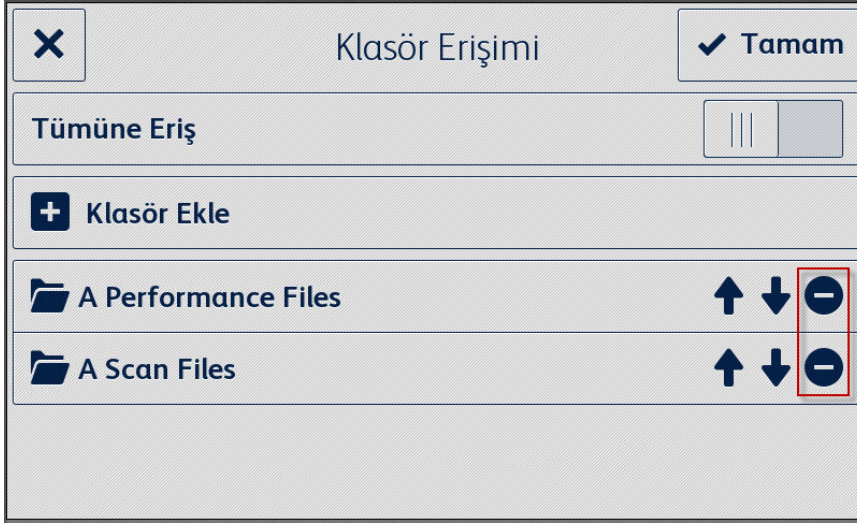 Klasör Erişimi
Tamam
Tümüne Eriş
Klasör Ekle
A Performance Files
A Scan Files